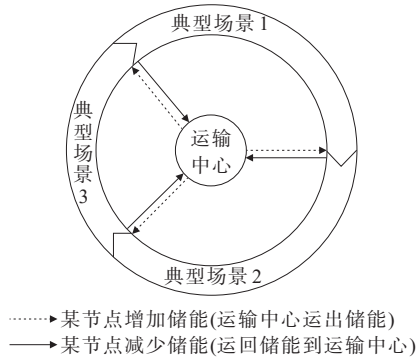 典型场景1
典型场景3
运输
中心
典型场景2
某节点增加储能(运输中心运出储能)
某节点减少储能(运回储能到运输中心)